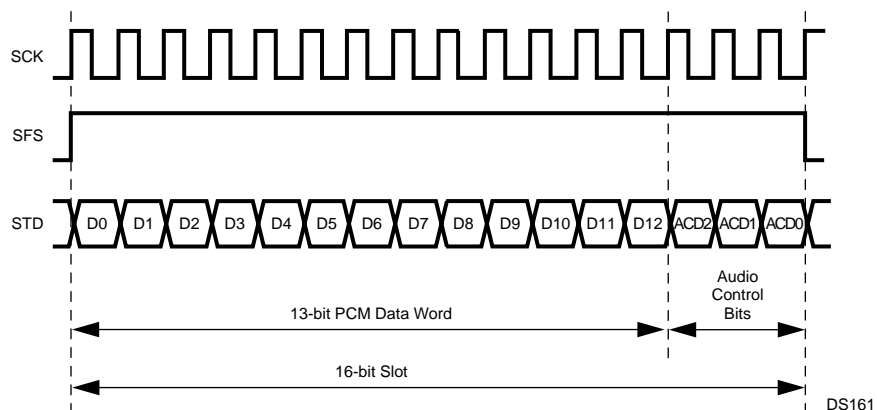 SCK
SFS
STD D0 D1 D2 D3 D4 D5 D6 D7 D8 D9 D10 D11 D12 ACD2 ACD1 ACD0
Audio
Control
Bits
13-bit PCM Data Word
16-bit Slot
DS161